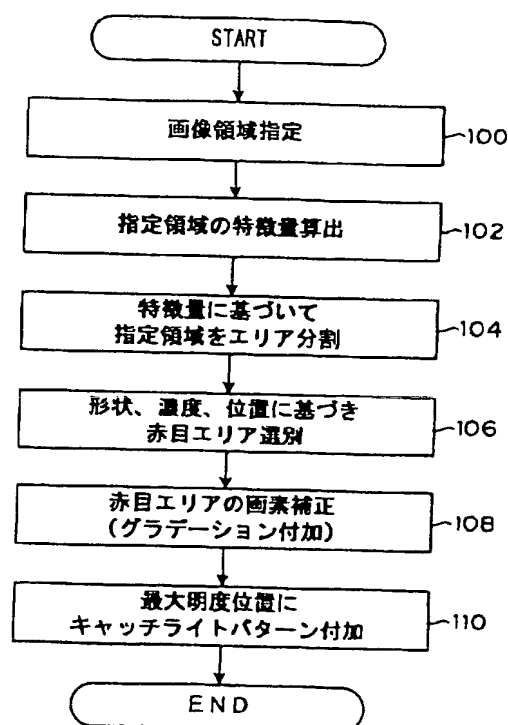 START
画像領域指定
100
指定領域の特徴量算出
102
特徴量に基づいて
指定領域をエリア分割
104
形状、濃度、位置に基づき
赤目エリア選別
106
赤目エリアの画素補正
(グラデーション付加)
108
最大明度位置に
キャッチライトパターン付加
110
END